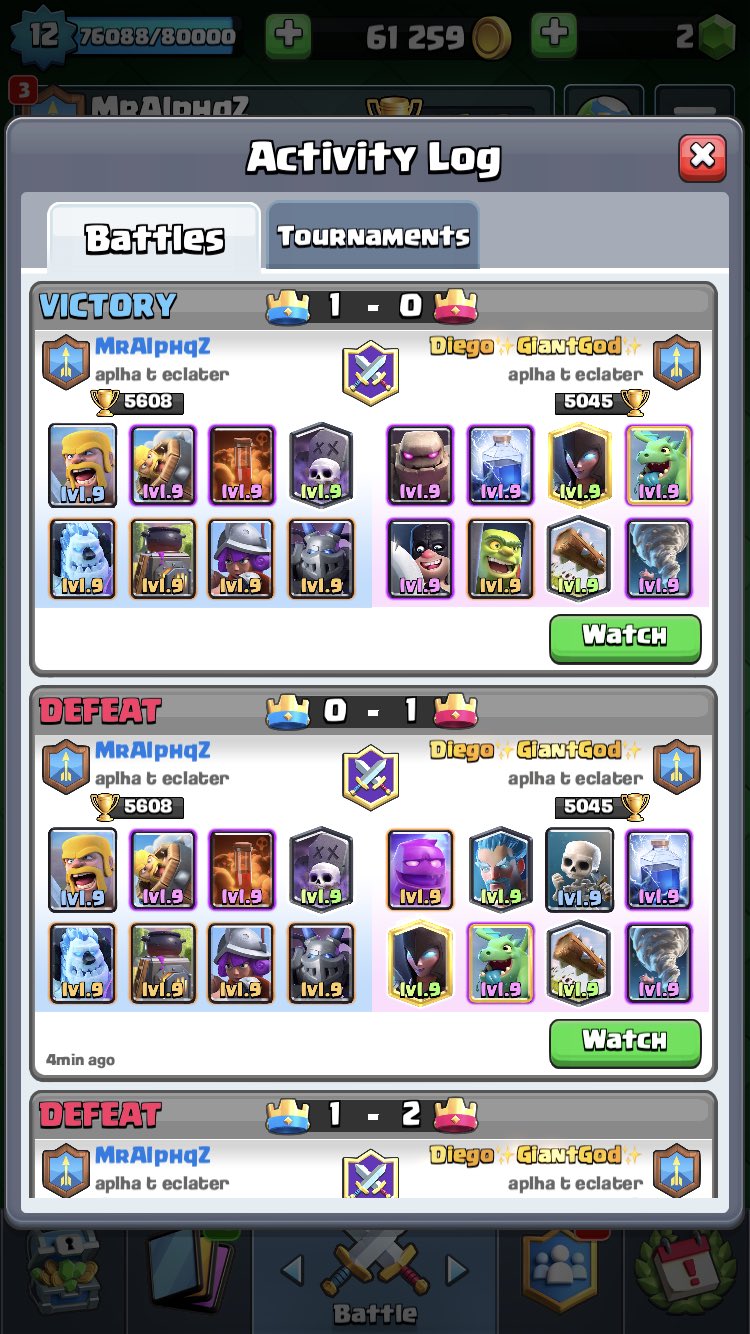 12 76088/80000 61 259 2
3 MrAlphqZ
Activity Log
Battles Tournaments
VICTORY 1 - 0
MrAlphqZ Diego✨GiantGod✨
aplha t eclater aplha t eclater
5608 5045
lvl.9 lvl.9 lvl.9 lvl.9 lvl.9 lvl.9 lvl.9 lvl.9
lvl.9 lvl.9 lvl.9 lvl.9 lvl.9 lvl.9 lvl.9 lvl.9
Watch
DEFEAT 0 - 1
MrAlphqZ Diego✨GiantGod✨
aplha t eclater aplha t eclater
5608 5045
lvl.9 lvl.9 lvl.9 lvl.9 lvl.9 lvl.9 lvl.9 lvl.9
lvl.9 lvl.9 lvl.9 lvl.9 lvl.9 lvl.9 lvl.9 lvl.9
4min ago Watch
DEFEAT 1 - 2
MrAlphqZ Diego✨GiantGod✨
aplha t eclater aplha t eclater
Battle